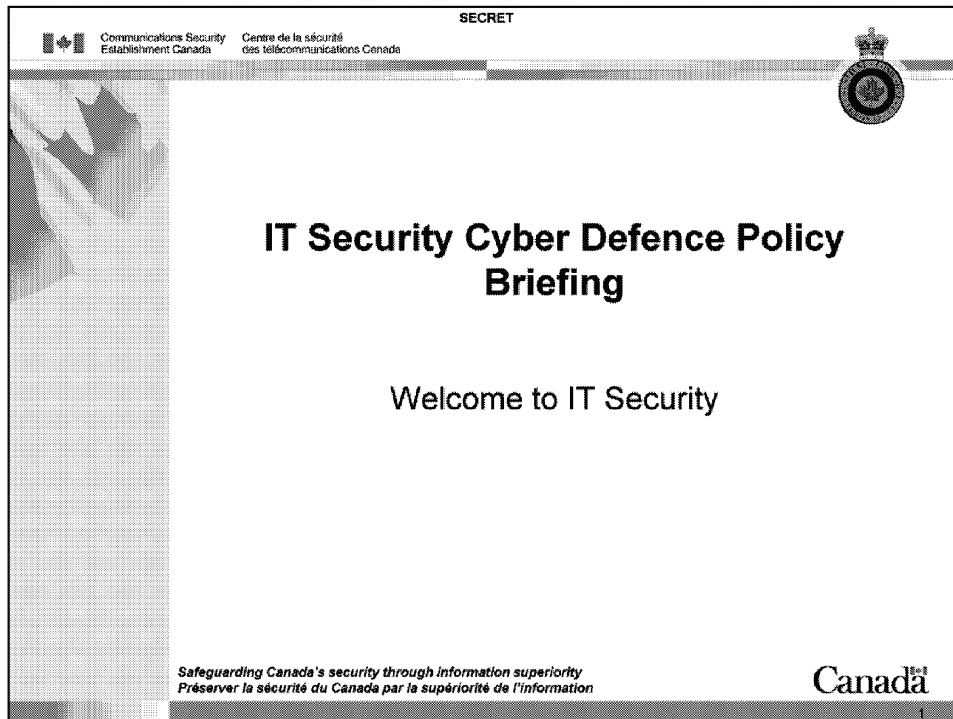 SECRET
Communications Security
Establishment Canada
Centre de la sécurité
des télécommunications Canada
IT Security Cyber Defence Policy
Briefing
Welcome to IT Security
Safeguarding Canada's security through information superiority
Préserver la sécurité du Canada par la supériorité de l'information
Canada
1